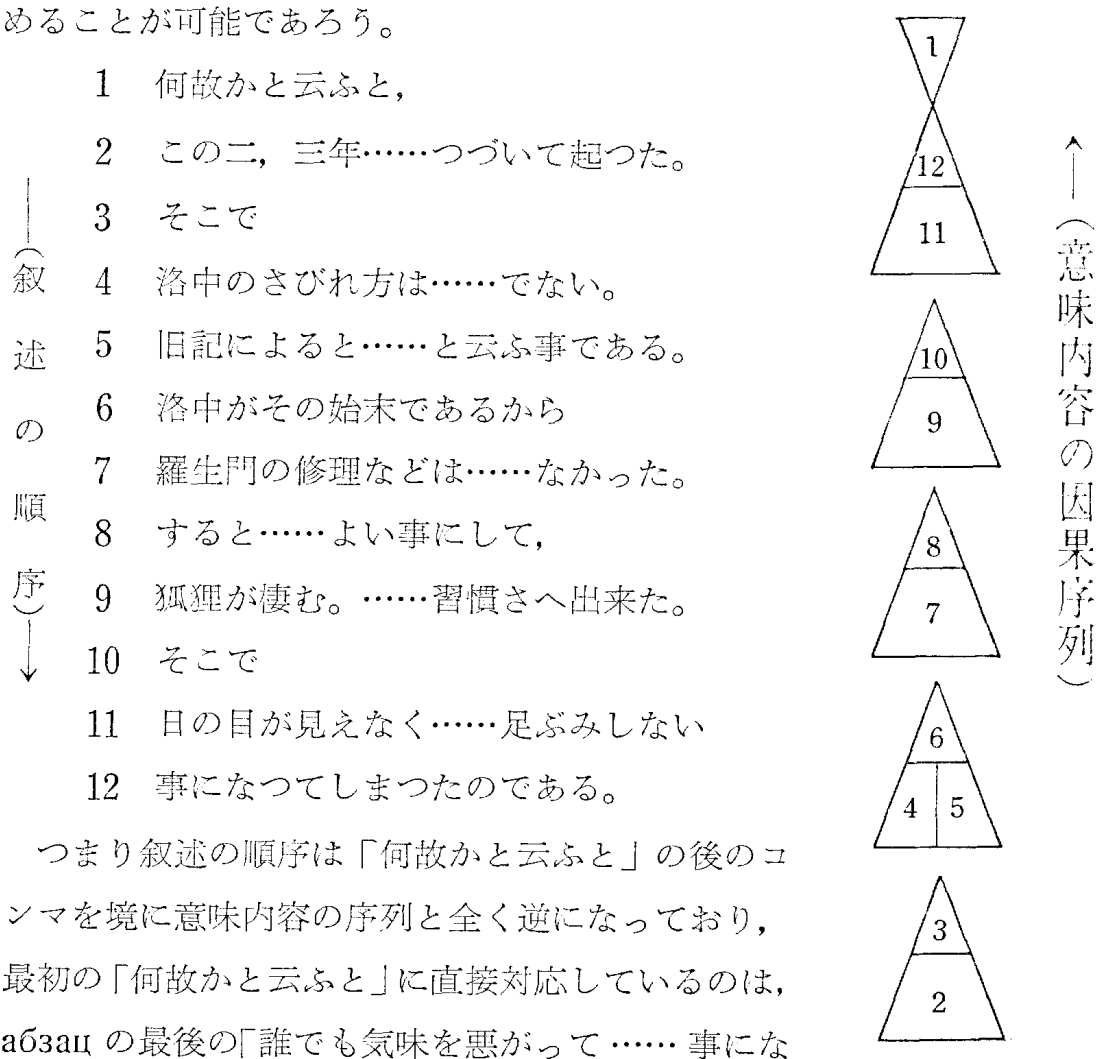 めることが可能であろう。
1 何故かと云ふと，
2 この二，三年……つづいて起つた。
3 そこで
4 洛中のさびれ方は……でない。
5 旧記によると……と云ふ事である。
6 洛中がその始末であるから
7 羅生門の修理などは……なかった。
8 すると……よい事にして，
9 狐狸が棲む。……習慣さへ出来た。
10 そこで
11 日の目が見えなく……足ぶみしない
12 事になつてしまつたのである。
——（叙述の順序）—→
つまり叙述の順序は「何故かと云ふと」の後のコ
ンマを境に意味内容の序列と全く逆になっており，
最初の「何故かと云ふと」に直接対応しているのは，
абзац の最後の「誰でも気味を悪がって …… 事にな
1
12
11
10
9
8
7
6
4 5
3
2
←—（意味内容の因果序列）